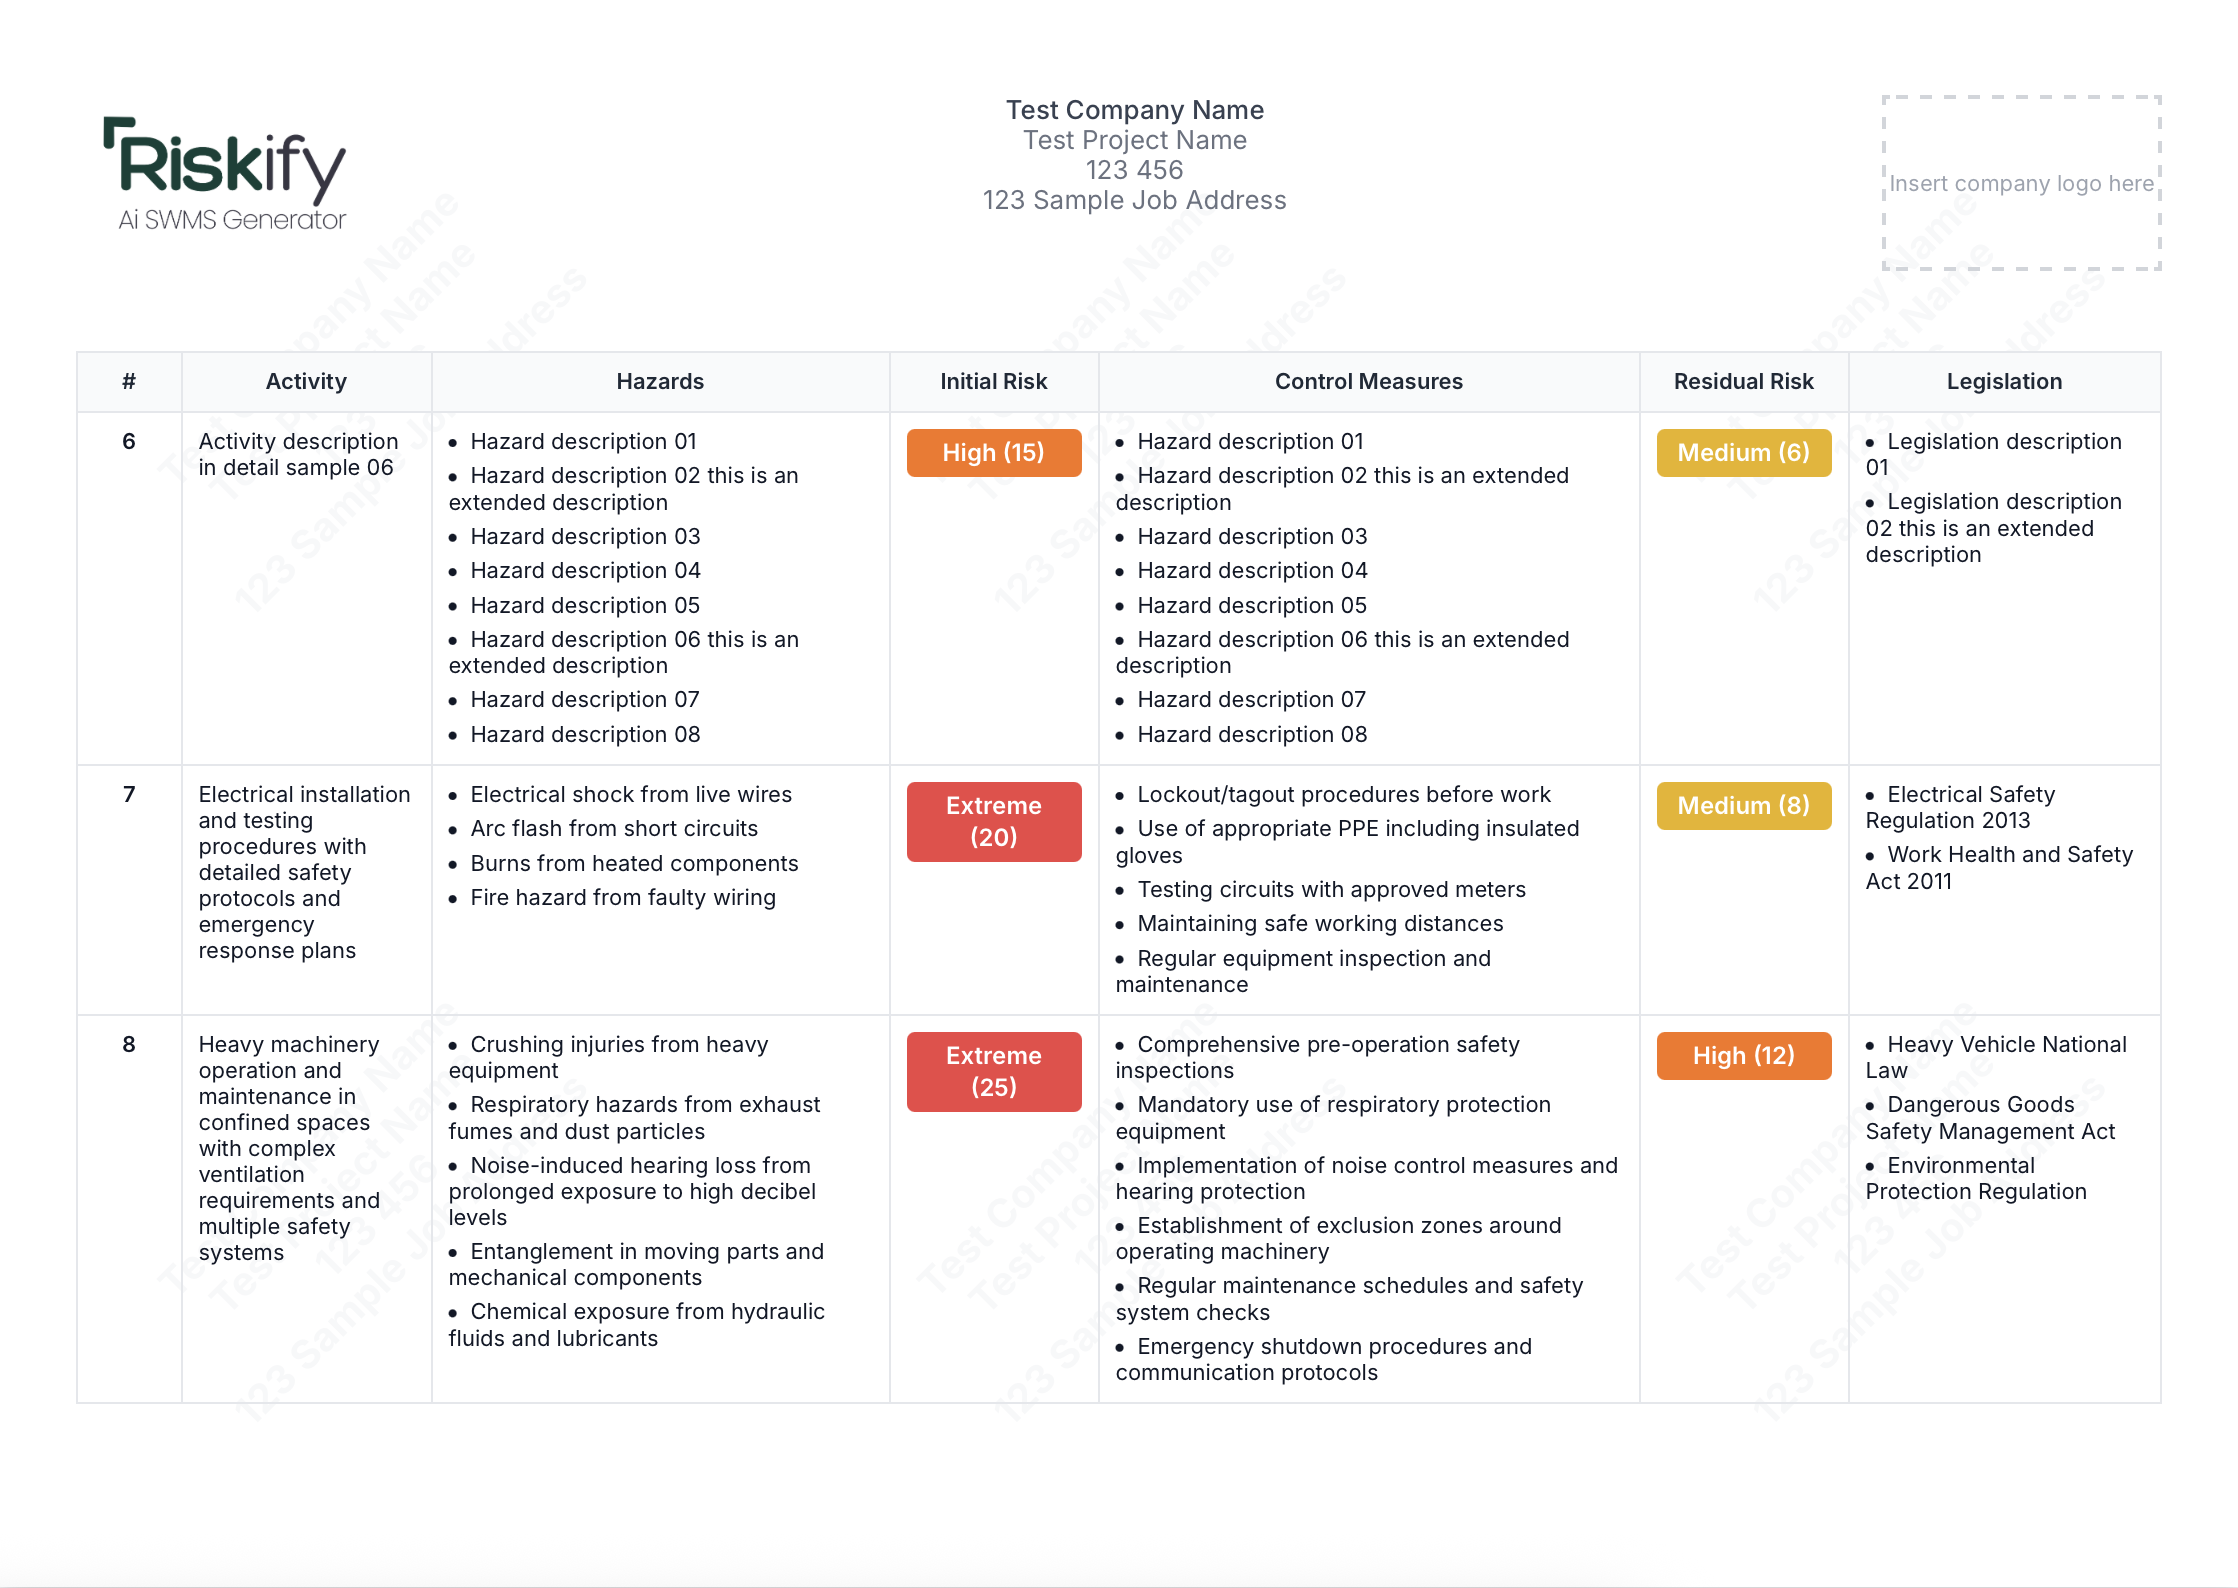 Riskify
Ai SWMS Generator
Test Company Name
Test Project Name
123 456
123 Sample Job Address
Insert company logo here
# Activity Hazards Initial Risk Control Measures Residual Risk Legislation
6
Activity description
in detail sample 06
• Hazard description 01
• Hazard description 02 this is an
extended description
• Hazard description 03
• Hazard description 04
• Hazard description 05
• Hazard description 06 this is an
extended description
• Hazard description 07
• Hazard description 08
High (15)
• Hazard description 01
• Hazard description 02 this is an extended
description
• Hazard description 03
• Hazard description 04
• Hazard description 05
• Hazard description 06 this is an extended
description
• Hazard description 07
• Hazard description 08
Medium (6)
• Legislation description
01
• Legislation description
02 this is an extended
description
7
Electrical installation
and testing
procedures with
detailed safety
protocols and
emergency
response plans
• Electrical shock from live wires
• Arc flash from short circuits
• Burns from heated components
• Fire hazard from faulty wiring
Extreme
(20)
• Lockout/tagout procedures before work
• Use of appropriate PPE including insulated
gloves
• Testing circuits with approved meters
• Maintaining safe working distances
• Regular equipment inspection and
maintenance
Medium (8)
• Electrical Safety
Regulation 2013
• Work Health and Safety
Act 2011
8
Heavy machinery
operation and
maintenance in
confined spaces
with complex
ventilation
requirements and
multiple safety
systems
• Crushing injuries from heavy
equipment
• Respiratory hazards from exhaust
fumes and dust particles
• Noise-induced hearing loss from
prolonged exposure to high decibel
levels
• Entanglement in moving parts and
mechanical components
• Chemical exposure from hydraulic
fluids and lubricants
Extreme
(25)
• Comprehensive pre-operation safety
inspections
• Mandatory use of respiratory protection
equipment
• Implementation of noise control measures and
hearing protection
• Establishment of exclusion zones around
operating machinery
• Regular maintenance schedules and safety
system checks
• Emergency shutdown procedures and
communication protocols
High (12)
• Heavy Vehicle National
Law
• Dangerous Goods
Safety Management Act
• Environmental
Protection Regulation